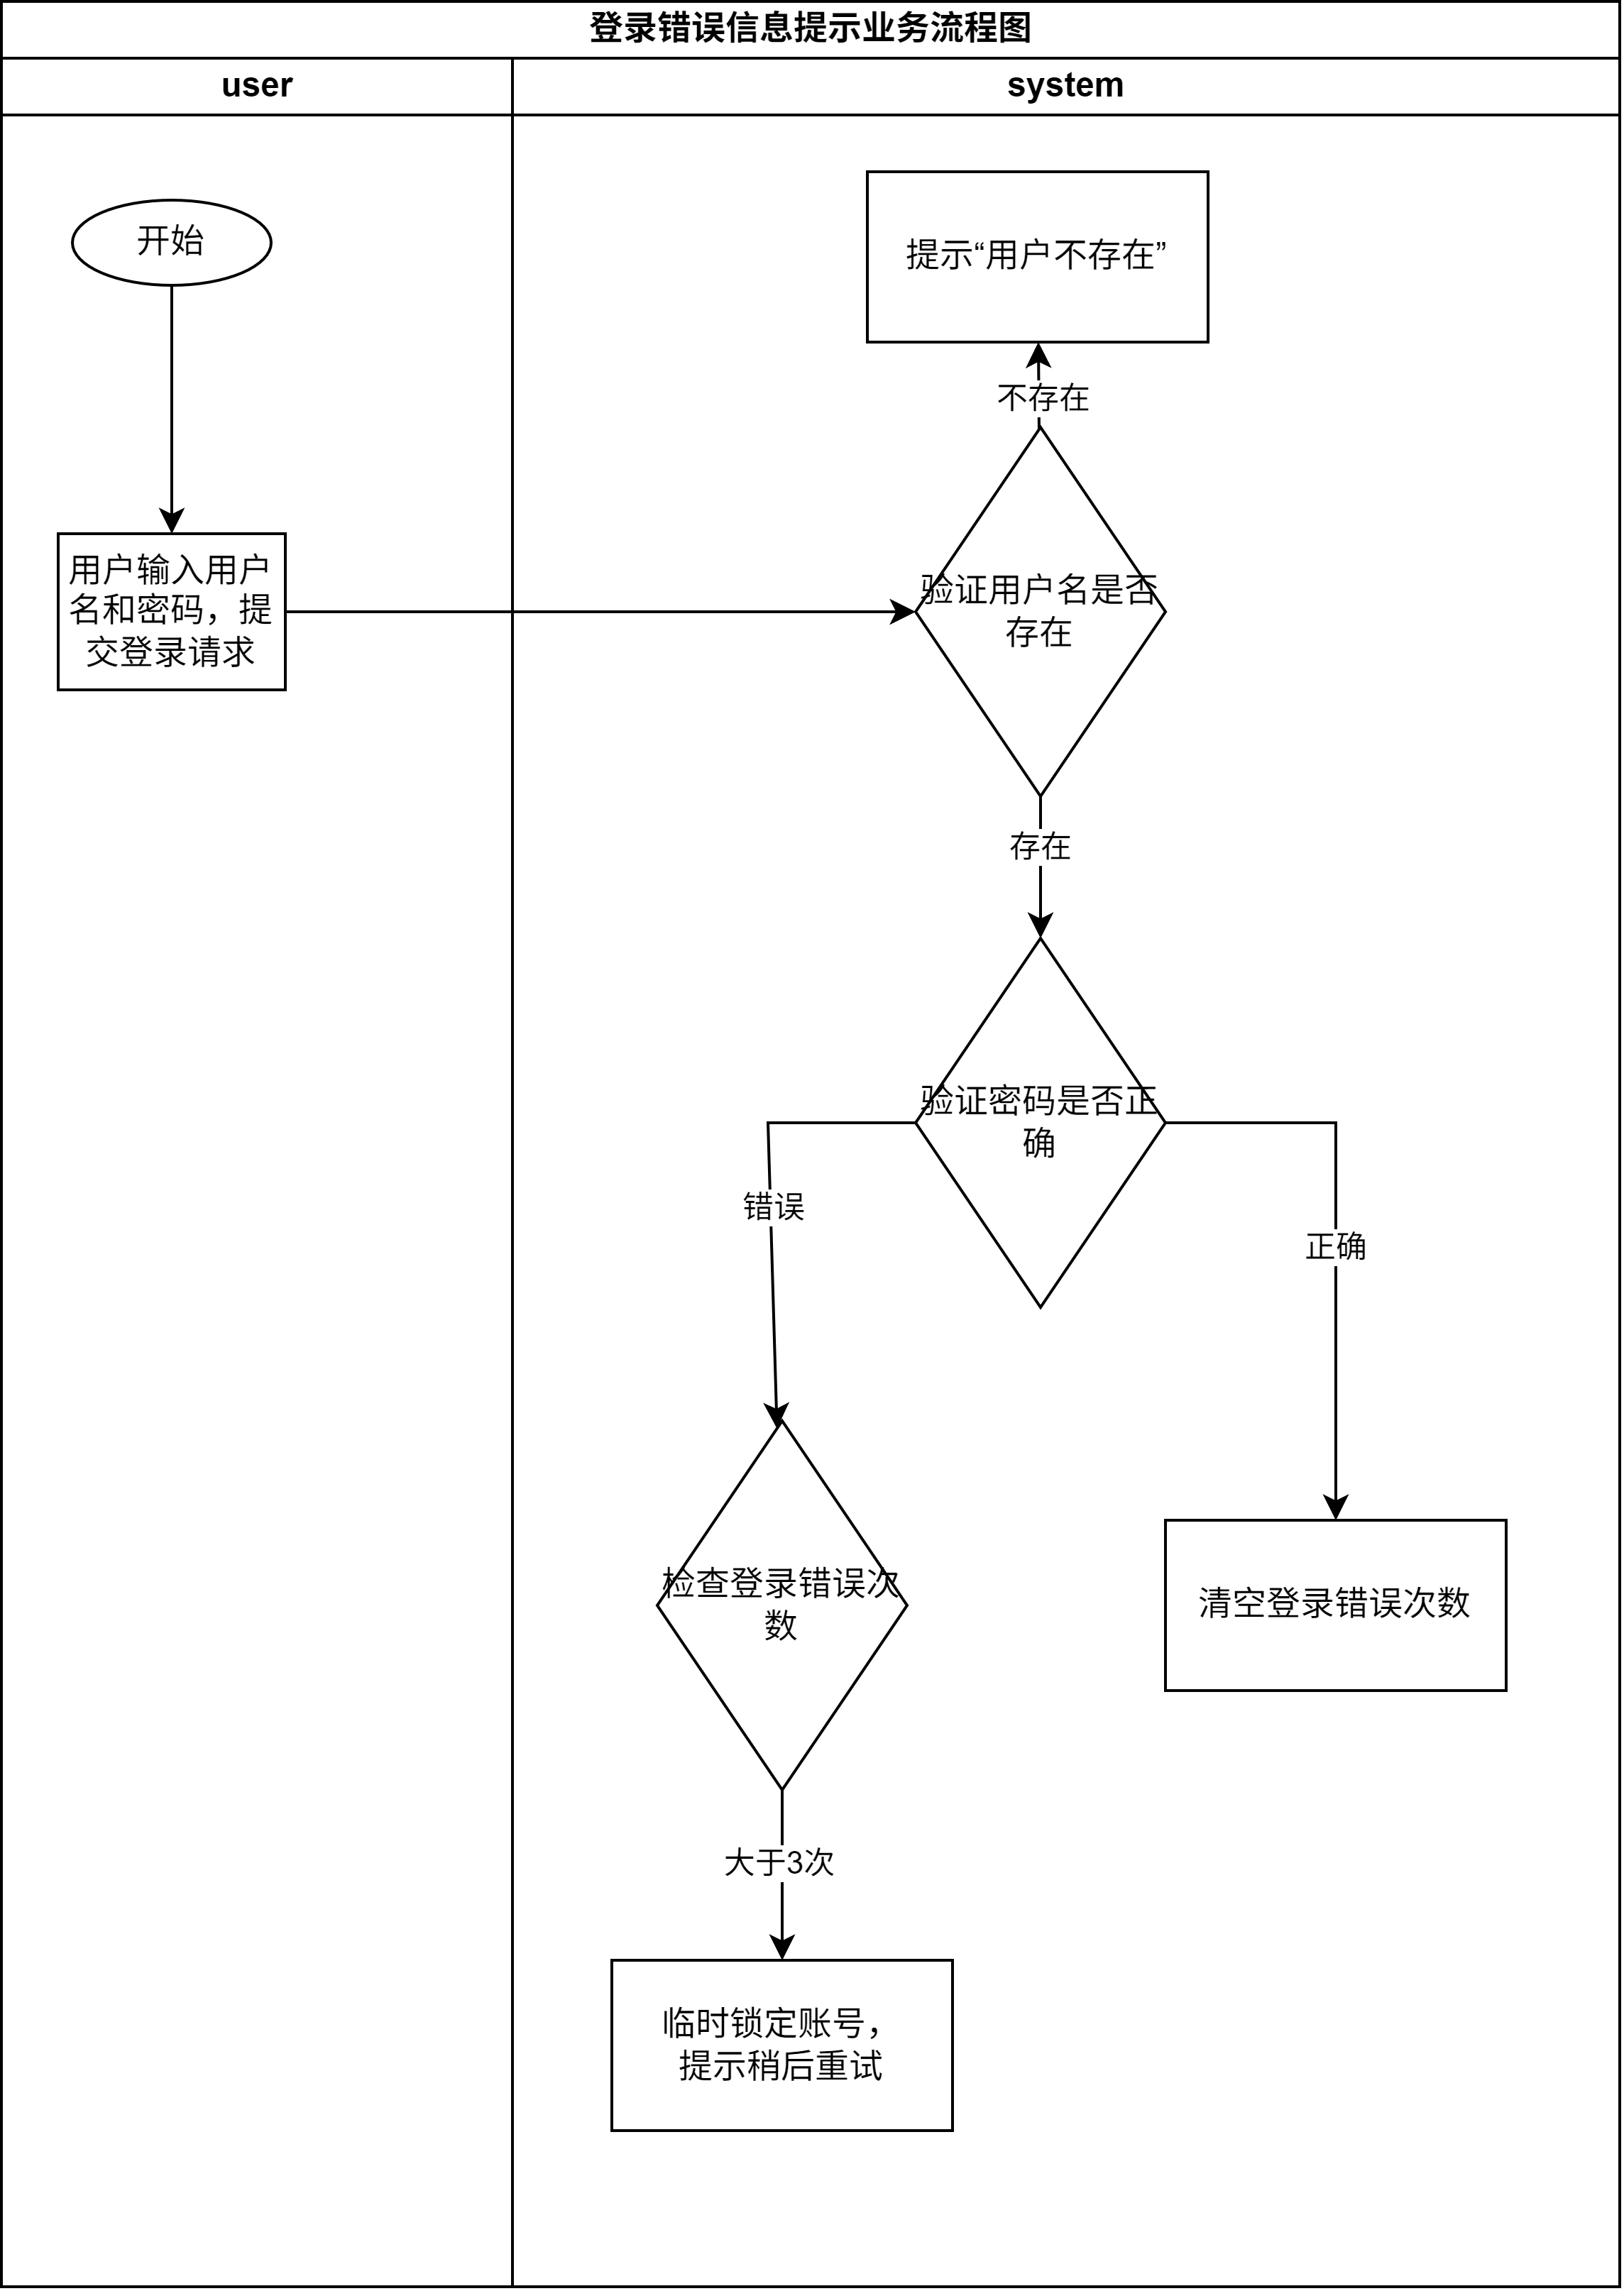 登录错误信息提示业务流程图
user
system
开始
提示“用户不存在”
不存在
用户输入用户
名和密码，提
交登录请求
验证用户名是否
存在
存在
验证密码是否正
确
错误
正确
检查登录错误次
数
清空登录错误次数
大于3次
临时锁定账号，
提示稍后重试